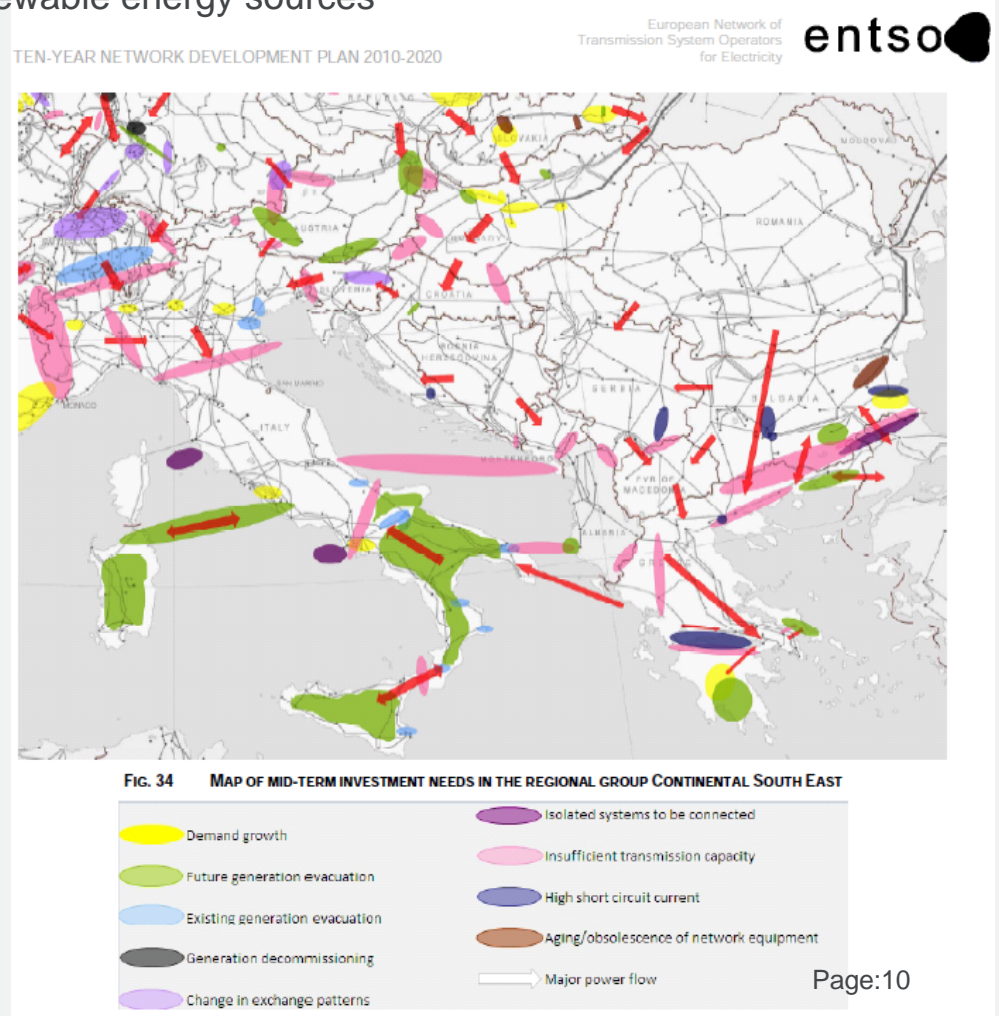 ewable energy sources
European Network of
Transmission System Operators
for Electricity
entso
TEN-YEAR NETWORK DEVELOPMENT PLAN 2010-2020
SLOVAKIA
MOLDOVA
ROMANIA
AUSTRIA
SLOVENIA
CROATIA
BOSNIA
HERZEGOVINA
SERBIA
SAN MARINO
MONACO
ITALY
BULGARIA
MONTENEGRO
FYR OF
MACEDONIA
ALBANIA
FIG. 34 MAP OF MID-TERM INVESTMENT NEEDS IN THE REGIONAL GROUP CONTINENTAL SOUTH EAST
Demand growth
Future generation evacuation
Existing generation evacuation
Generation decommissioning
Change in exchange patterns
Isolated systems to be connected
Insufficient transmission capacity
High short circuit current
Aging/obsolescence of network equipment
Major power flow
Page:10